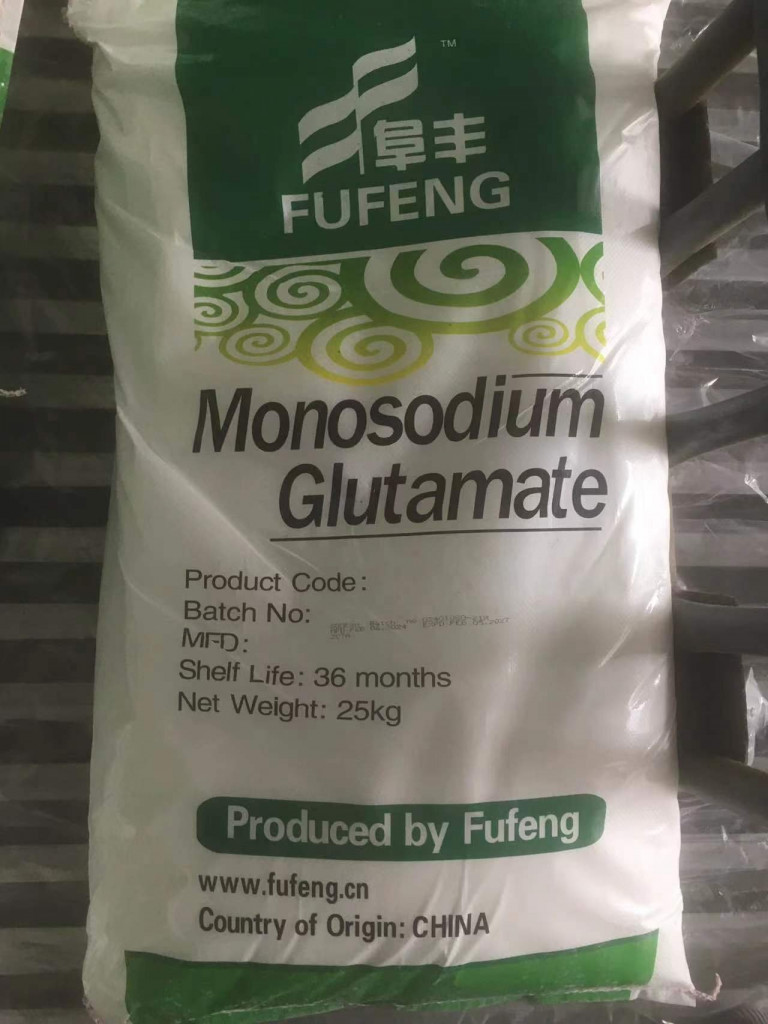 TM
阜丰
FUFENG
Monosodium
Glutamate
Product Code:
Batch No:
MFD:
Shelf Life: 36 months
Net Weight: 25kg
Produced by Fufeng
www.fufeng.cn
Country of Origin: CHINA